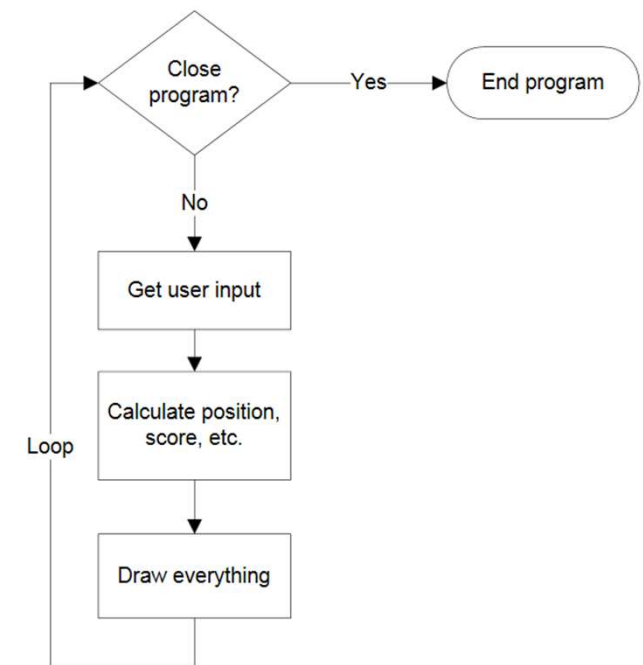 Close
program?
Yes
End program
No
Get user input
Calculate position,
score, etc.
Loop
Draw everything